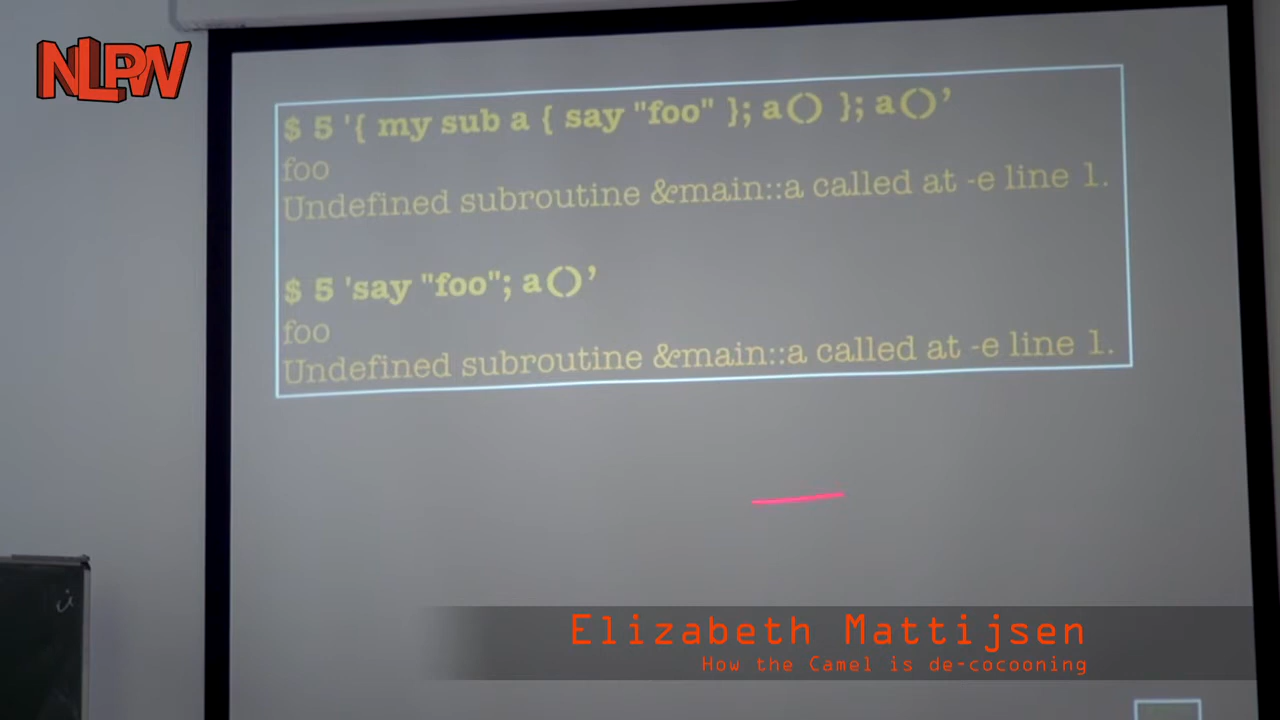 NLPW
$ 5 '{ my sub a { say "foo" }; a() }; a()’
foo
Undefined subroutine &main::a called at -e line 1.
$ 5 'say "foo"; a()’
foo
Undefined subroutine &main::a called at -e line 1.
Elizabeth Mattijsen
How the Camel is de-cocooning